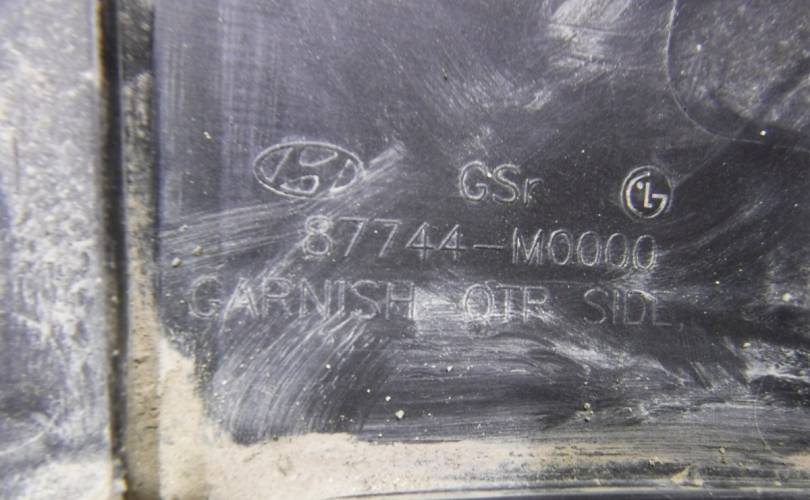 GSr
87744-M0000
GARNISH-OTR SIDE,